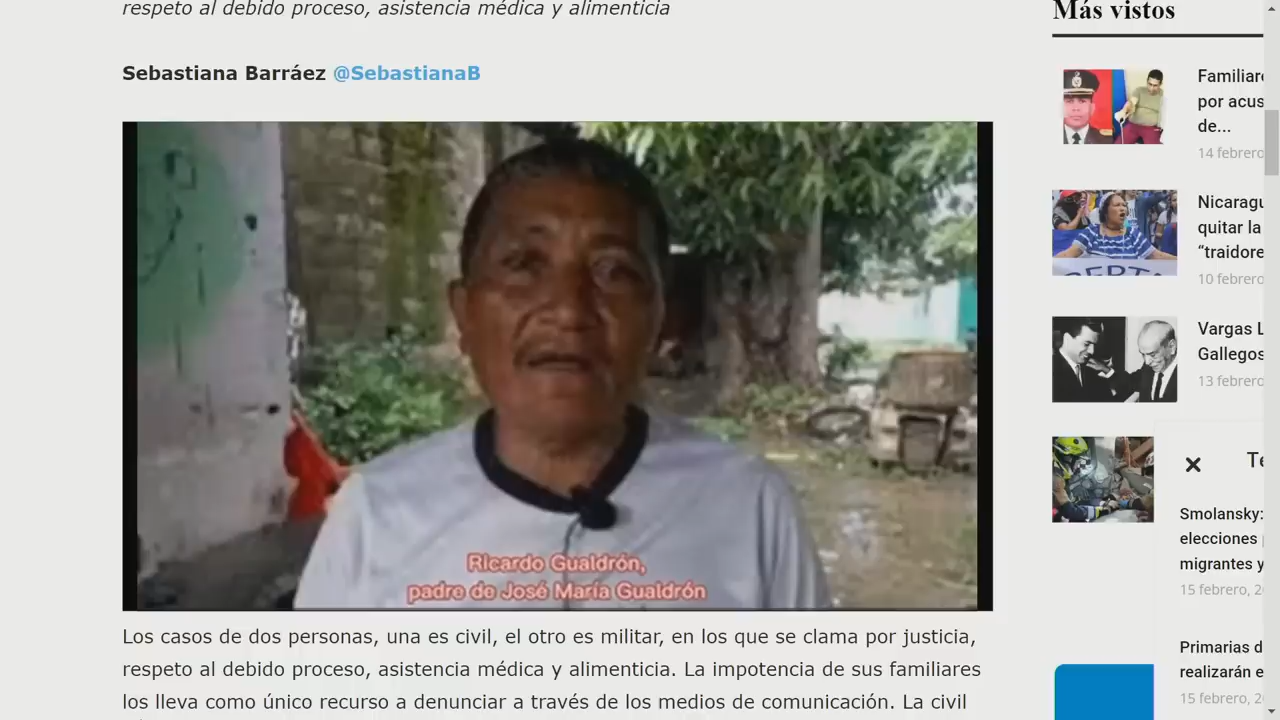 respeto al debido proceso, asistencia médica y alimenticia
Sebastiana Barráez @SebastianaB
Ricardo Gualdrón,
padre de José María Gualdrón
Los casos de dos personas, una es civil, el otro es militar, en los que se clama por justicia,
respeto al debido proceso, asistencia médica y alimenticia. La impotencia de sus familiares
los lleva como único recurso a denunciar a través de los medios de comunicación. La civil
Más vistos
Familiare
por acus
de...
14 febrero
Nicaragu
quitar la
“traidore
10 febrero
Vargas L
Gallegos
13 febrero
Te
Smolansky:
elecciones
migrantes y
15 febrero, 2
Primarias d
realizarán e
15 febrero, 2